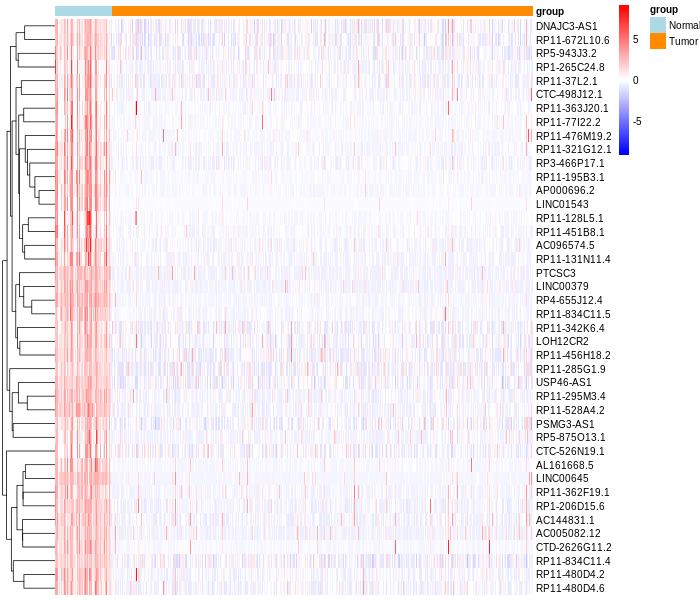 group
DNAJC3-AS1
RP11-672L10.6
RP5-943J3.2
RP1-265C24.8
RP11-37L2.1
CTC-498J12.1
RP11-363J20.1
RP11-77I22.2
RP11-476M19.2
RP11-321G12.1
RP3-466P17.1
RP11-195B3.1
AP000696.2
LINC01543
RP11-128L5.1
RP11-451B8.1
AC096574.5
RP11-131N11.4
PTCSC3
LINC00379
RP4-655J12.4
RP11-834C11.5
RP11-342K6.4
LOH12CR2
RP11-456H18.2
RP11-285G1.9
USP46-AS1
RP11-295M3.4
RP11-528A4.2
PSMG3-AS1
RP5-875O13.1
CTC-526N19.1
AL161668.5
LINC00645
RP11-362F19.1
RP1-206D15.6
AC144831.1
AC005082.12
CTD-2626G11.2
RP11-834C11.4
RP11-480D4.2
RP11-480D4.6
5
0
-5
group
Normal
Tumor